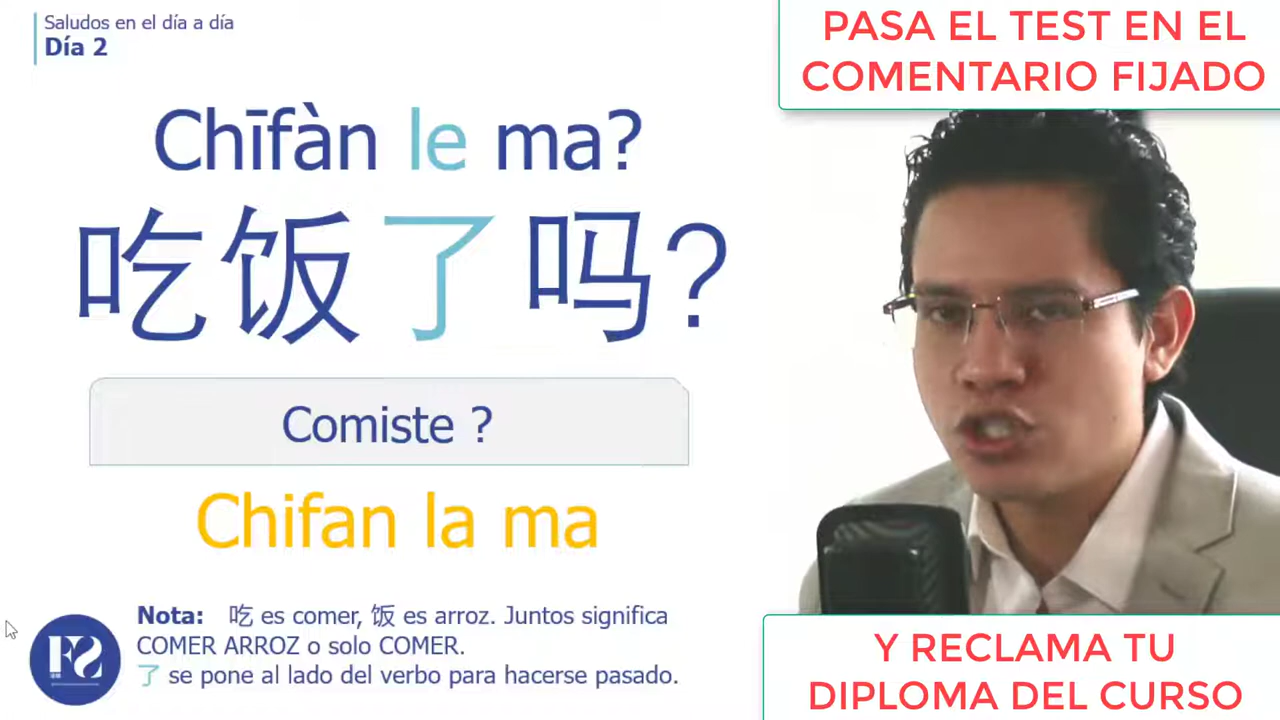 Saludos en el día a día
Día 2
Chīfàn le ma?
吃饭了吗?
Comiste ?
Chifan la ma
Nota: 吃 es comer, 饭 es arroz. Juntos significa
COMER ARROZ o solo COMER.
了 se pone al lado del verbo para hacerse pasado.
PASA EL TEST EN EL
COMENTARIO FIJADO
Y RECLAMA TU
DIPLOMA DEL CURSO